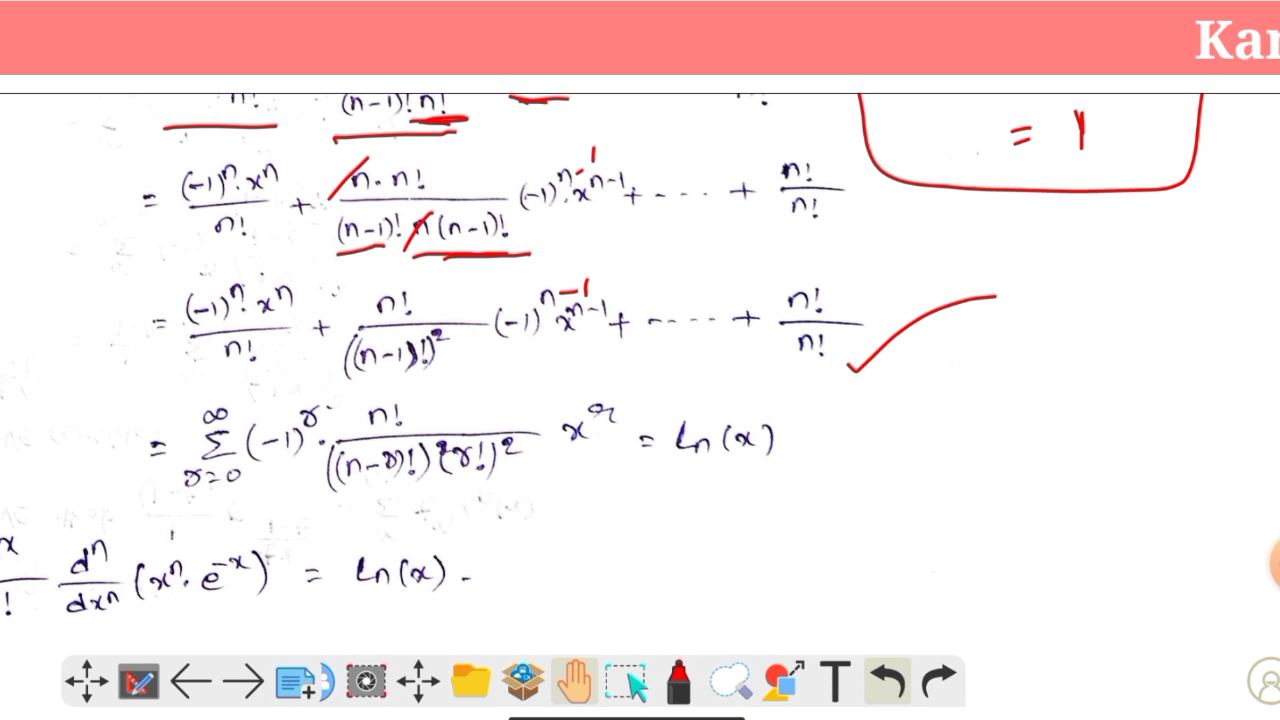 Kar
n! (n-1)! n! n!
= 1
= (-1)^n . x^n / n! + n . n! / (n-1)! n (n-1)! (-1)^{n-1} . x^{n-1} + - - - - + n! / n!
= (-1)^n . x^n / n! + n! / ((n-1)!)^2 (-1)^{n-1} x^{n-1} + - - - - - + n! / n!
= ∞ Σ r=0 (-1)^r . n! / ((n-r)!) (r!)^2 x^r = Ln(x)
x / ! d^n / dx^n (x^n . e^{-x}) = Ln(x) .
T